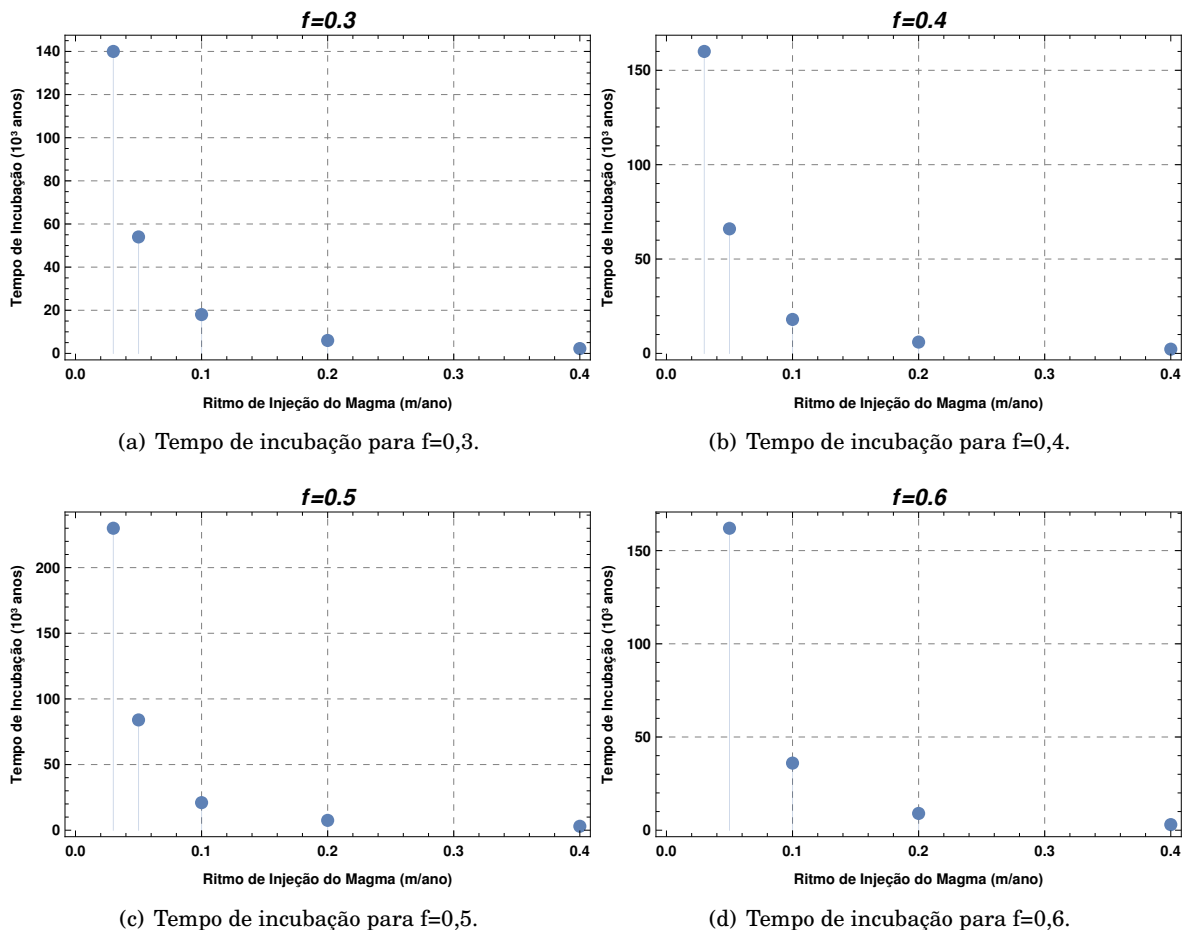 f=0.3
140
120
100
80
60
40
20
0
Tempo de Incubação (10³ anos)
0.0 0.1 0.2 0.3 0.4
Ritmo de Injeção do Magma (m/ano)
(a) Tempo de incubação para f=0,3.
f=0.4
150
100
50
0
Tempo de Incubação (10³ anos)
0.0 0.1 0.2 0.3 0.4
Ritmo de Injeção do Magma (m/ano)
(b) Tempo de incubação para f=0,4.
f=0.5
200
150
100
50
0
Tempo de Incubação (10³ anos)
0.0 0.1 0.2 0.3 0.4
Ritmo de Injeção do Magma (m/ano)
(c) Tempo de incubação para f=0,5.
f=0.6
150
100
50
0
Tempo de Incubação (10³ anos)
0.0 0.1 0.2 0.3 0.4
Ritmo de Injeção do Magma (m/ano)
(d) Tempo de incubação para f=0,6.